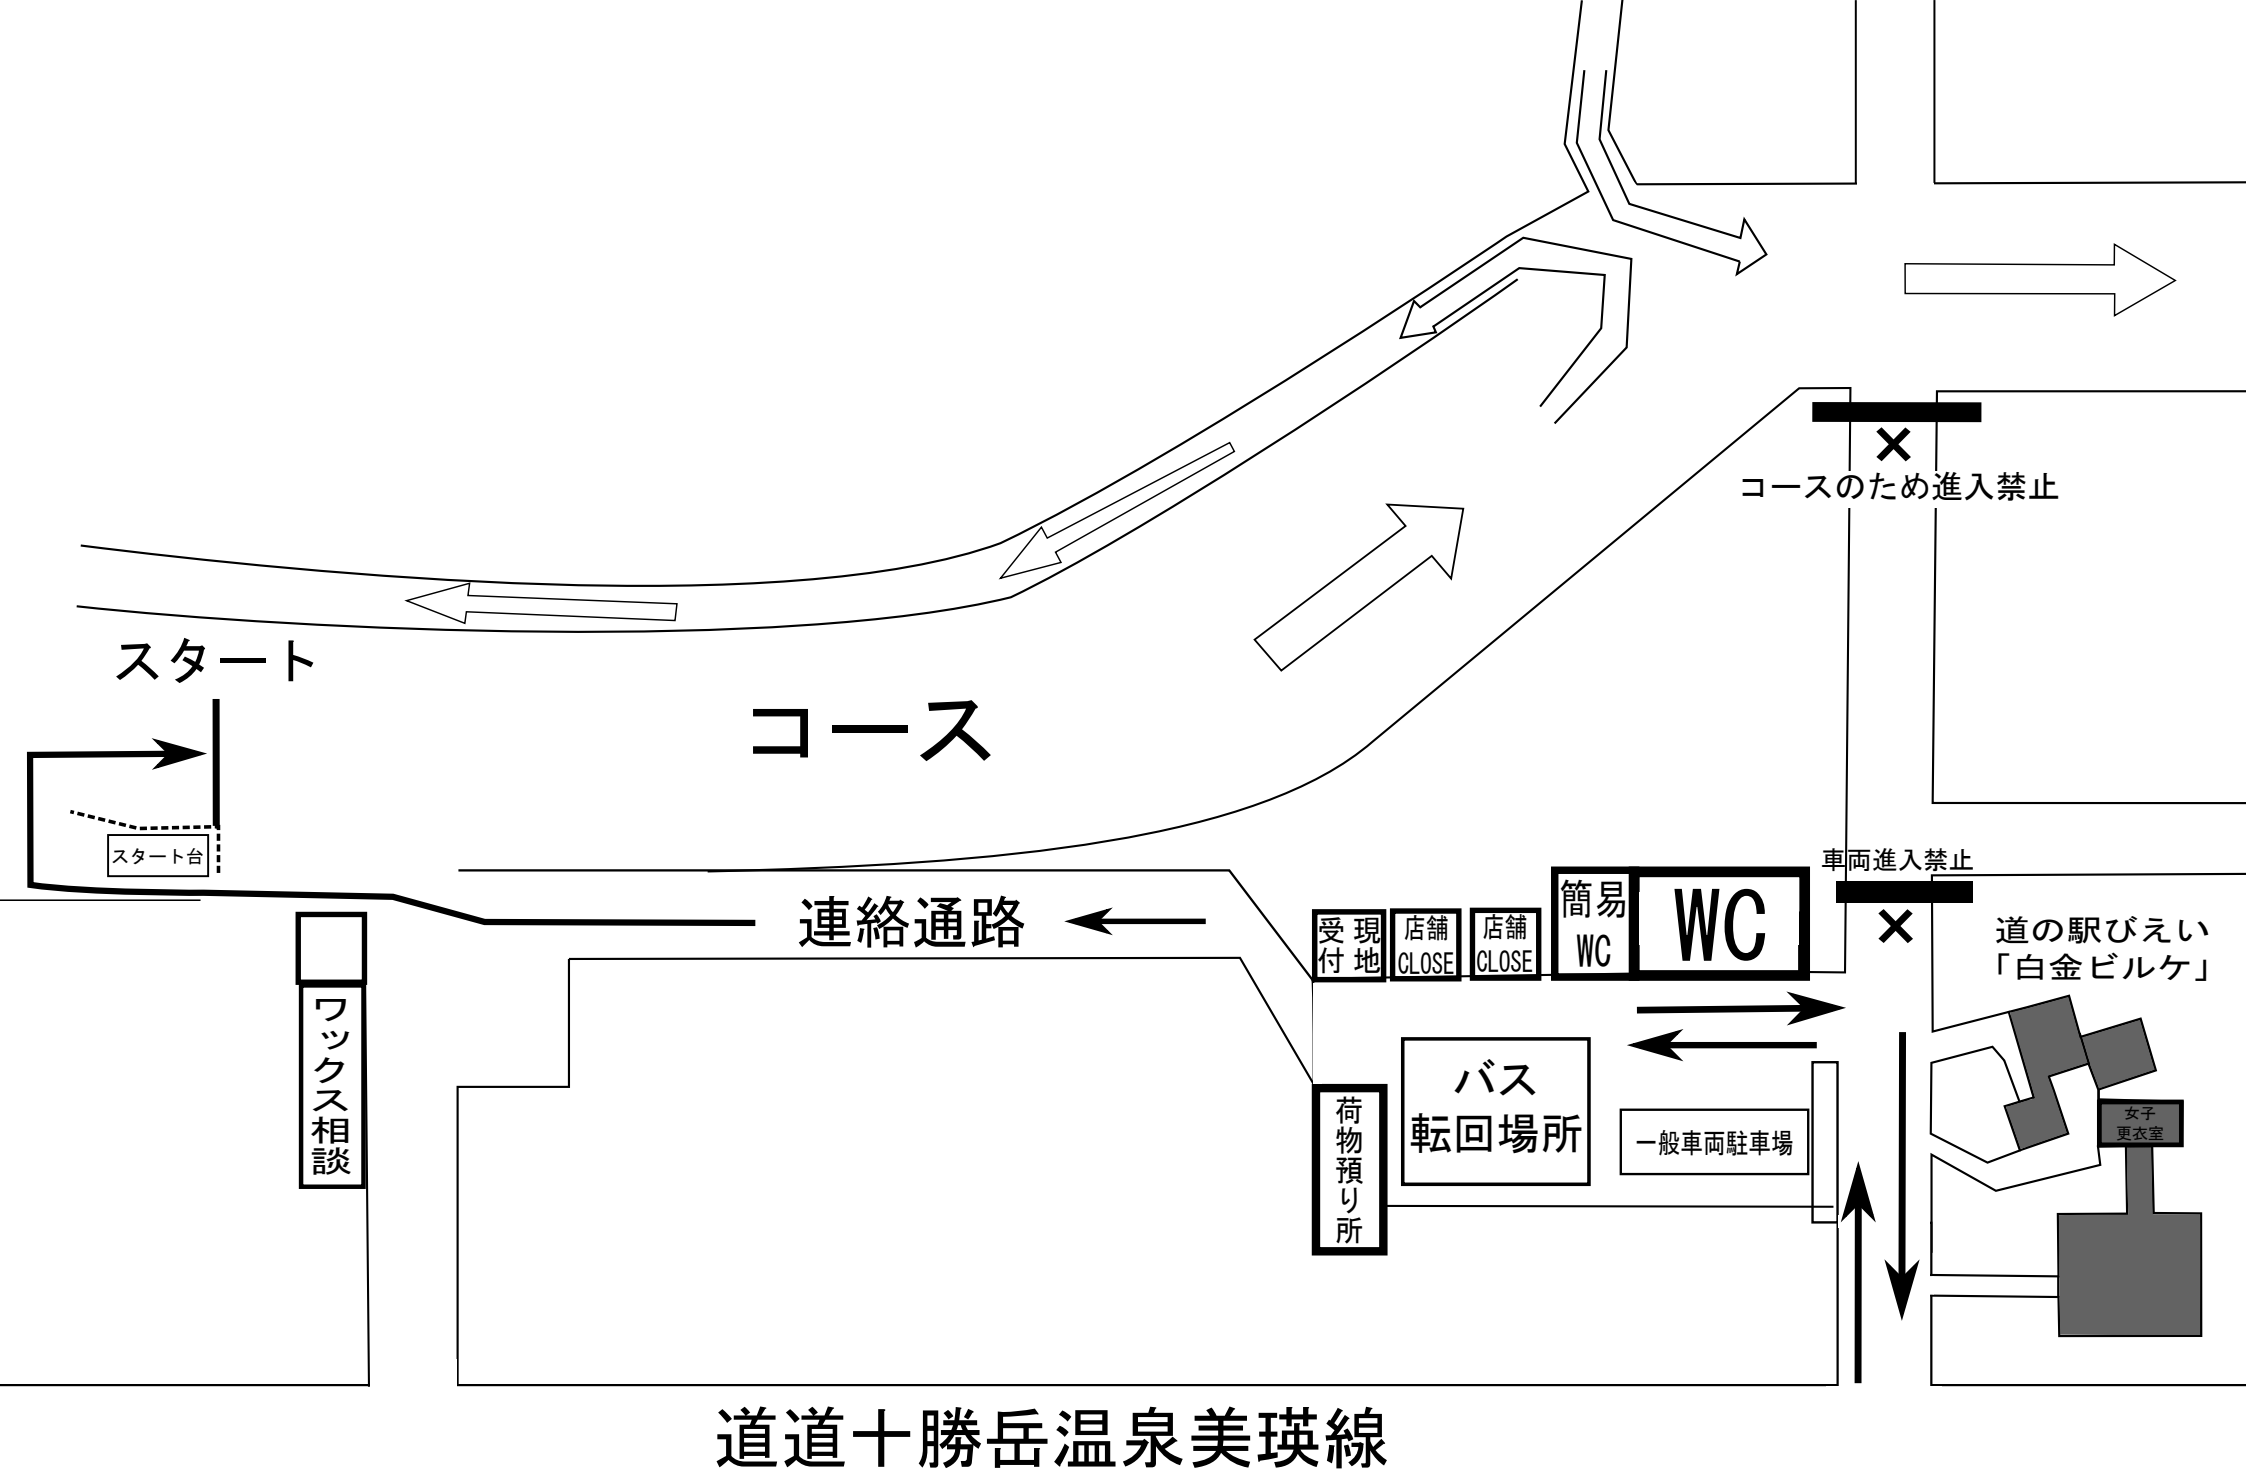 コースのため進入禁止
スタート
コース
スタート台
車両進入禁止
連絡通路
受付
現地
店舗
CLOSE
店舗
CLOSE
簡易
WC
WC
道の駅びえい
「白金ビルケ」
ワックス相談
バス
転回場所
荷物預り所
一般車両駐車場
女子
更衣室
道道十勝岳温泉美瑛線